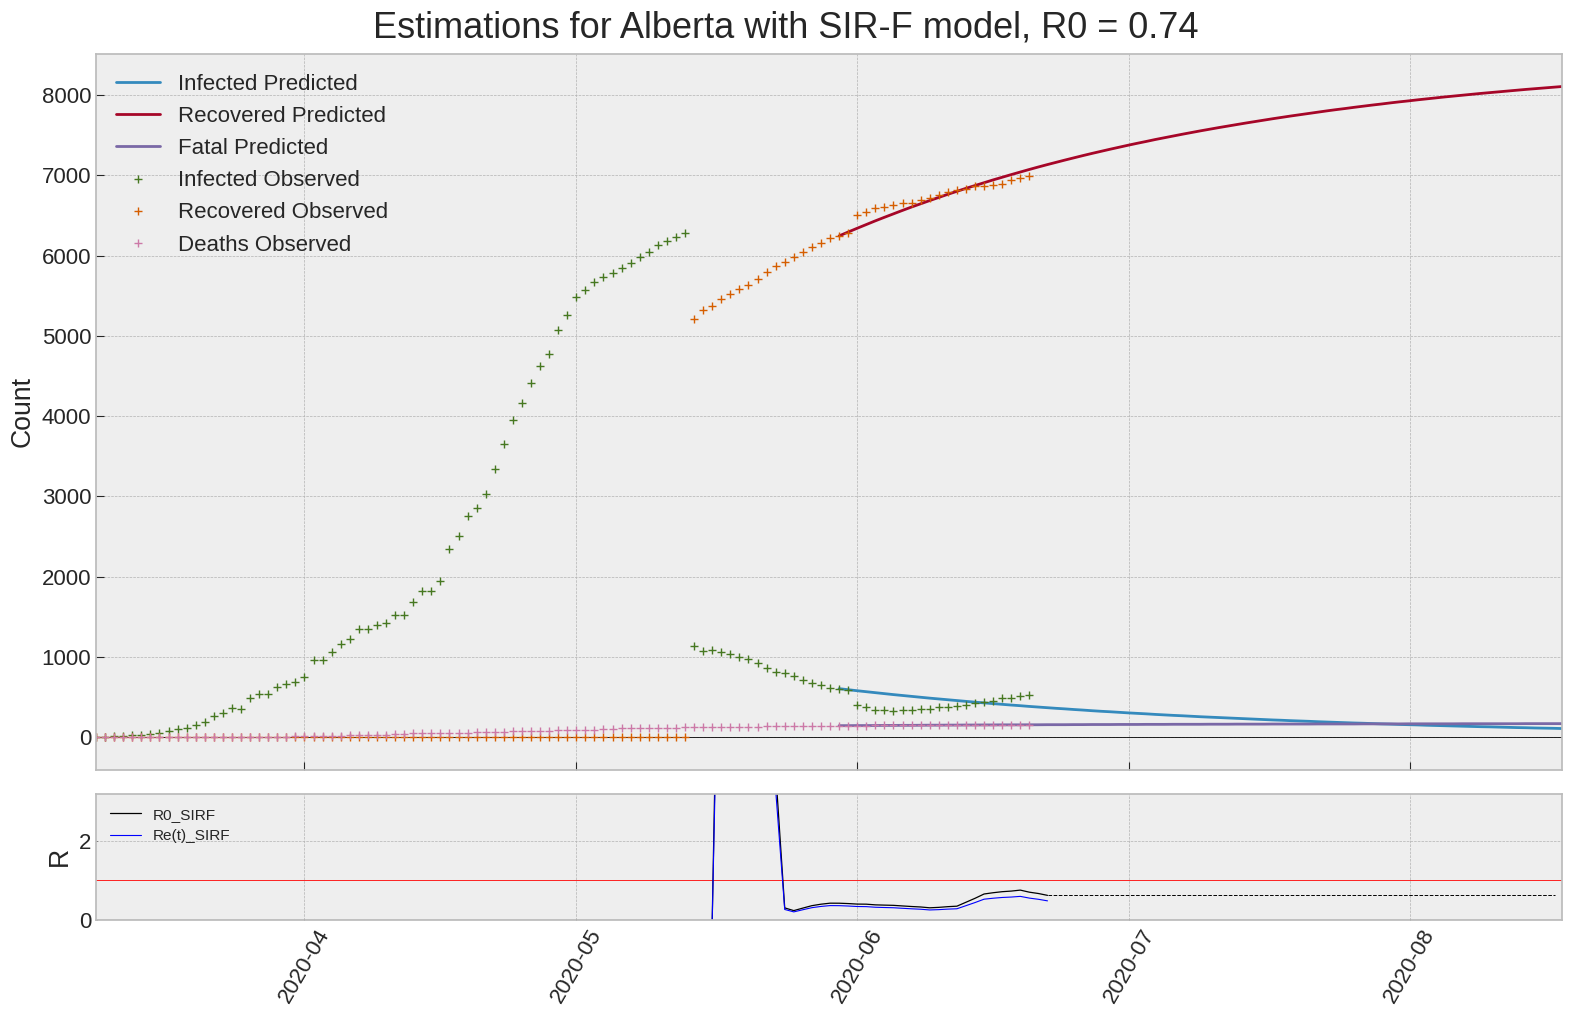 Estimations for Alberta with SIR-F model, R0 = 0.74
Infected Predicted
Recovered Predicted
Fatal Predicted
Infected Observed
Recovered Observed
Deaths Observed
8000
7000
6000
5000
4000
3000
2000
1000
0
Count
R0_SIRF
Re(t)_SIRF
2
0
R
2020-04
2020-05
2020-06
2020-07
2020-08